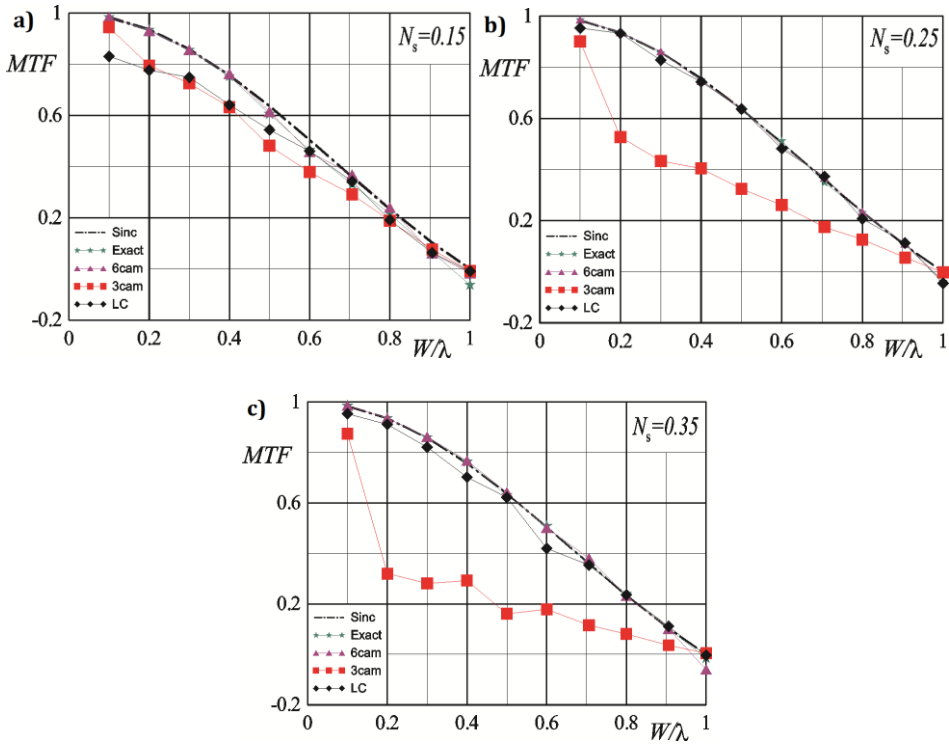 a)
1
MTF
0.6
0.2
-0.2
N_s=0.15
Sinc
Exact
6cam
3cam
LC
0 0.2 0.4 0.6 0.8 1
W/λ
b)
1
MTF
0.6
0.2
-0.2
N_s=0.25
Sinc
Exact
6cam
3cam
LC
0 0.2 0.4 0.6 0.8 1
W/λ
c)
1
MTF
0.6
0.2
-0.2
N_s=0.35
Sinc
Exact
6cam
3cam
LC
0 0.2 0.4 0.6 0.8 1
W/λ